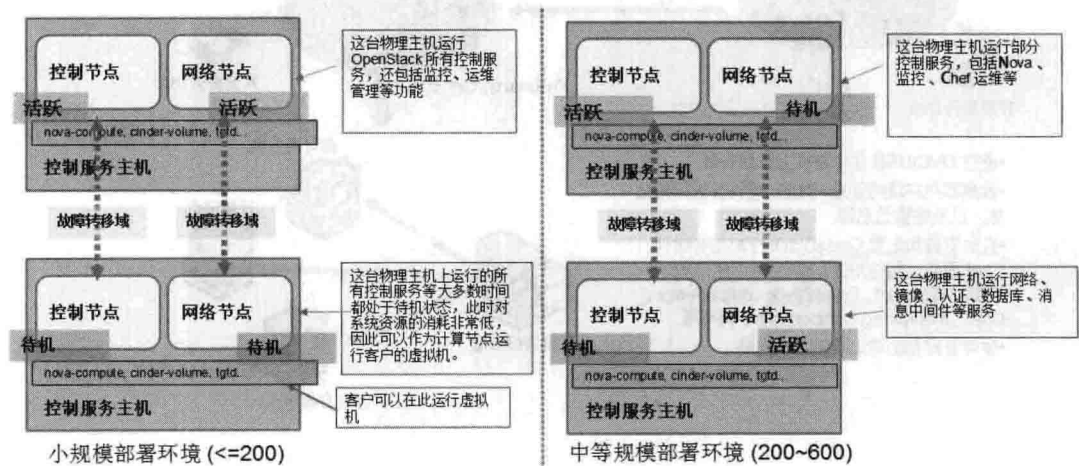 控制节点
网络节点
活跃
活跃
nova-compute, cinder-volume, tgtd...
控制服务主机
这台物理主机运行
OpenStack所有控制服
务，还包括监控、运维
管理等功能
故障转移域
故障转移域
控制节点
网络节点
待机
待机
nova-compute, cinder-volume, tgtd...
控制服务主机
这台物理主机上运行的所
有控制服务等大多数时间
都处于待机状态，此时对
系统资源的消耗非常低，
因此可以作为计算节点运
行客户的虚拟机。
客户可以在此运行虚拟
机
小规模部署环境 (<=200)
控制节点
网络节点
活跃
待机
nova-compute, cinder-volume, tgtd...
控制服务主机
这台物理主机运行部分
控制服务，包括Nova、
监控、Chef 运维等
故障转移域
故障转移域
控制节点
网络节点
待机
活跃
nova-compute, cinder-volume, tgtd...
控制服务主机
这台物理主机运行网络、
镜像、认证、数据库、消
息中间件等服务
中等规模部署环境 (200~600)